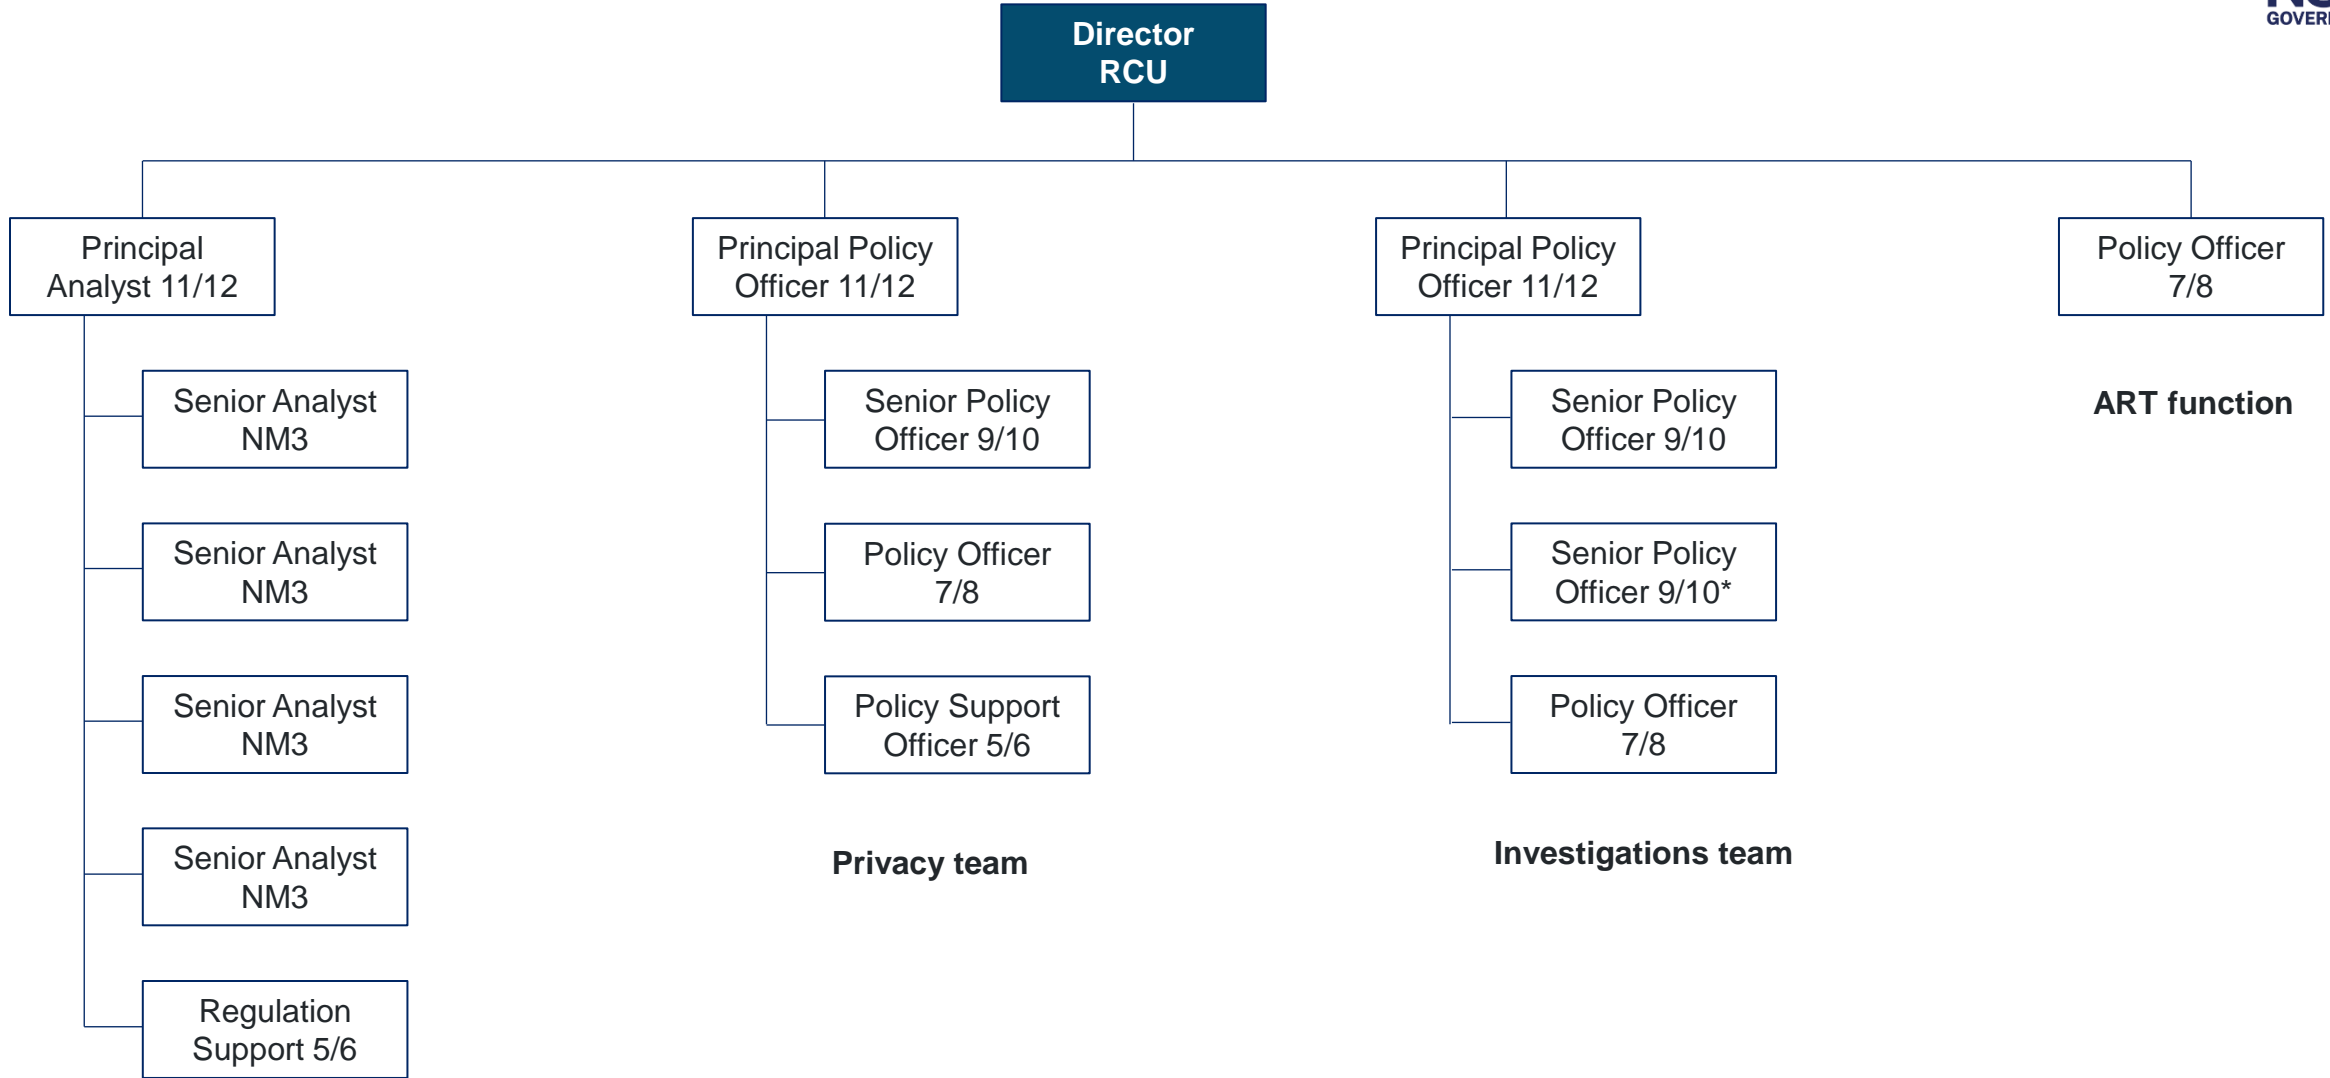 GOVER
Director
RCU
Principal
Analyst 11/12
Principal Policy
Officer 11/12
Principal Policy
Officer 11/12
Policy Officer
7/8
Senior Analyst
NM3
Senior Analyst
NM3
Senior Analyst
NM3
Senior Analyst
NM3
Regulation
Support 5/6
Senior Policy
Officer 9/10
Policy Officer
7/8
Policy Support
Officer 5/6
Privacy team
Senior Policy
Officer 9/10
Senior Policy
Officer 9/10*
Policy Officer
7/8
Investigations team
ART function